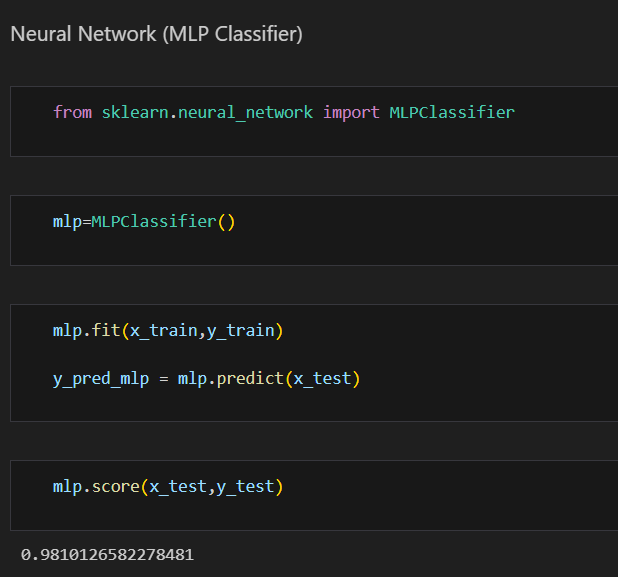 Neural Network (MLP Classifier)
from sklearn.neural_network import MLPClassifier
mlp=MLPClassifier()
mlp.fit(x_train,y_train)
y_pred_mlp = mlp.predict(x_test)
mlp.score(x_test,y_test)
0.9810126582278481